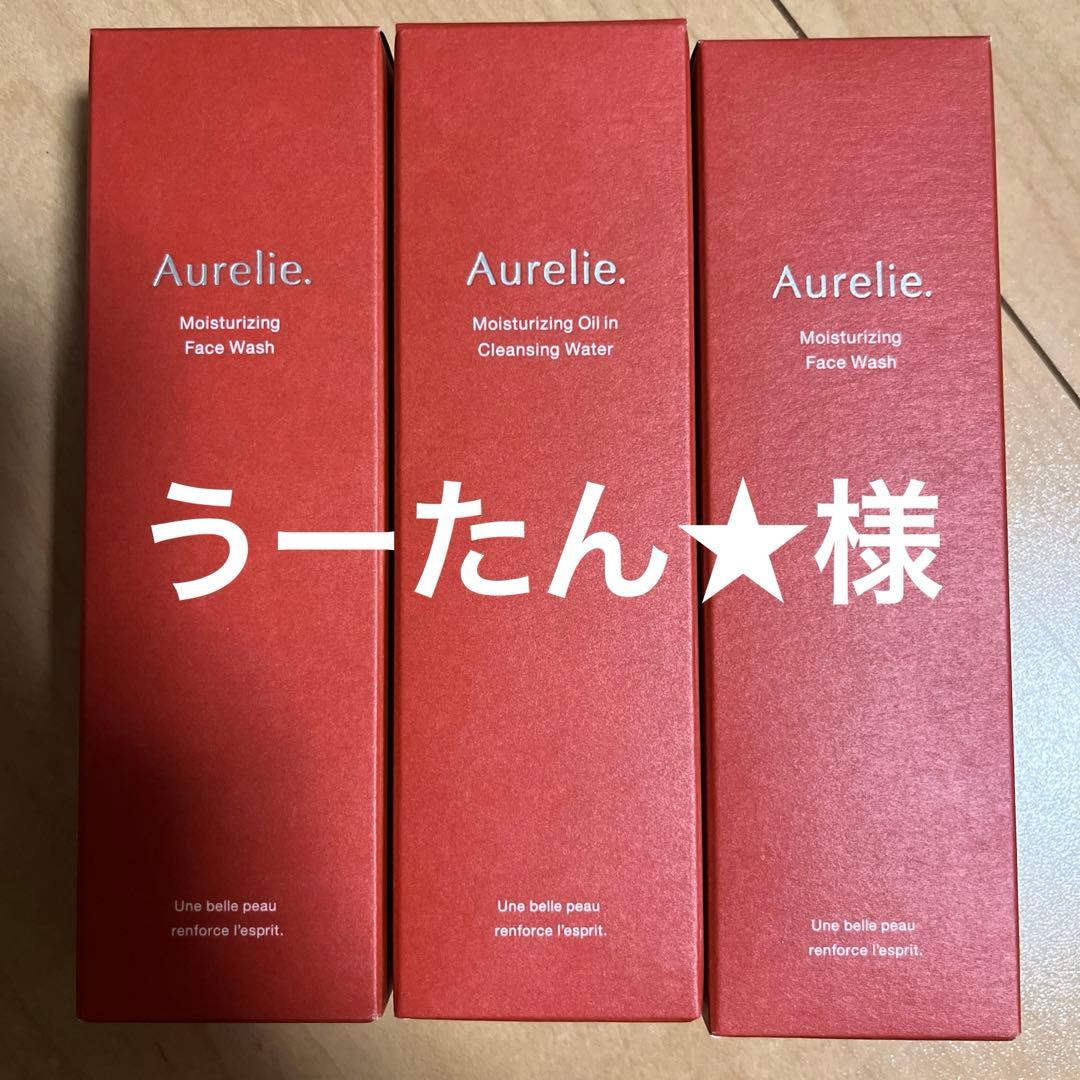 Aurelie.
Moisturizing
Face Wash
Aurelie.
Moisturizing Oil in
Cleansing Water
Aurelie.
Moisturizing
Face Wash
うーたん★様
Une belle peau
renforce l'esprit.
Une belle peau
renforce l'esprit.
Une belle peau
renforce l'esprit.